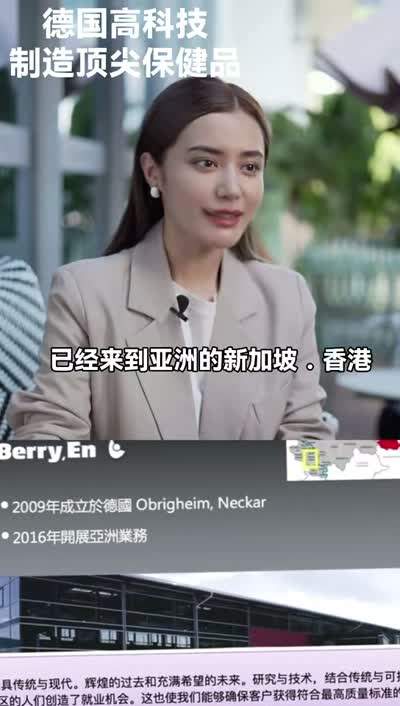 德国高科技
制造顶尖保健品
已经来到亚洲的新加坡 . 香港
Berry,En
• 2009年成立於德國 Obrigheim, Neckar
• 2016年開展亞洲業務
具传统与现代。辉煌的过去和充满希望的未来。研究与技术，结合传统与可
区的人们创造了就业机会。这也使我们能够确保客户获得符合最高质量标准的